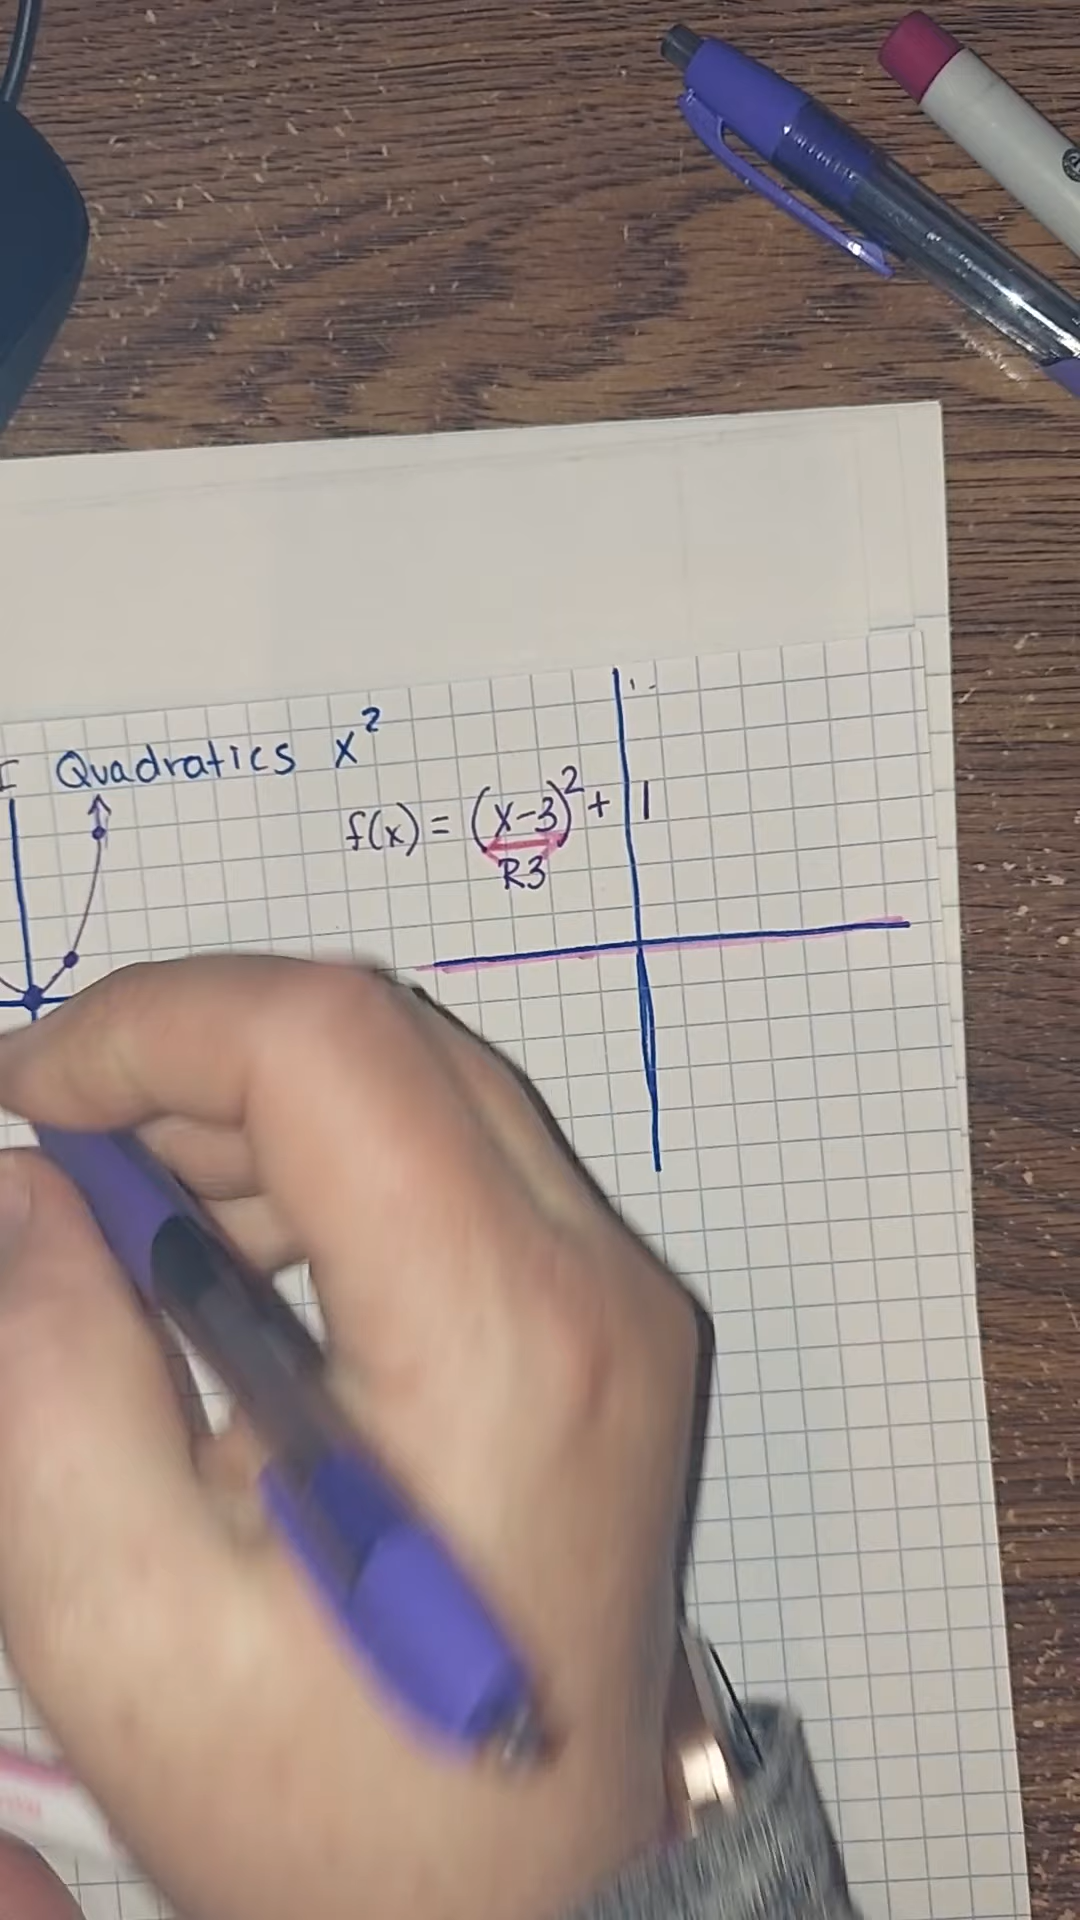 Quadratics x²
f(x) = (x-3)² + 1
R3